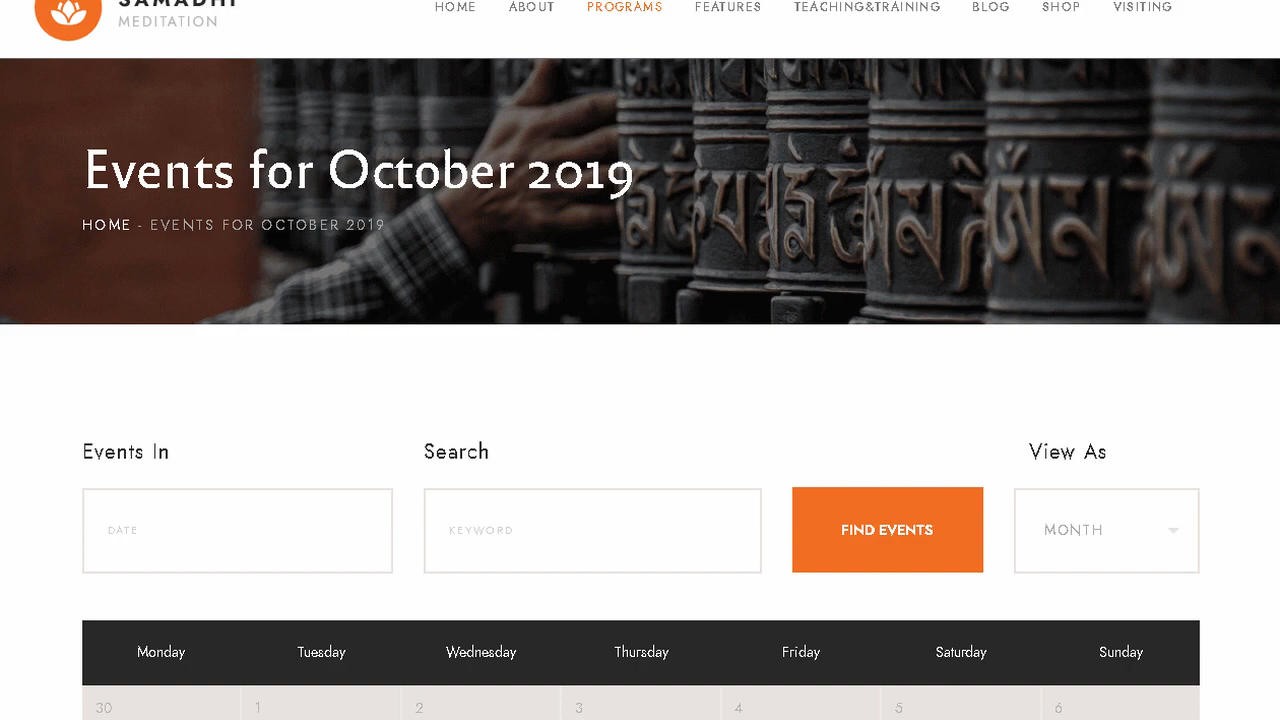 SAMADHI
MEDITATION
HOME ABOUT PROGRAMS FEATURES TEACHING&TRAINING BLOG SHOP VISITING
Events for October 2019
HOME - EVENTS FOR OCTOBER 2019
Events In Search View As
DATE KEYWORD FIND EVENTS MONTH
Monday Tuesday Wednesday Thursday Friday Saturday Sunday
30 1 2 3 4 5 6